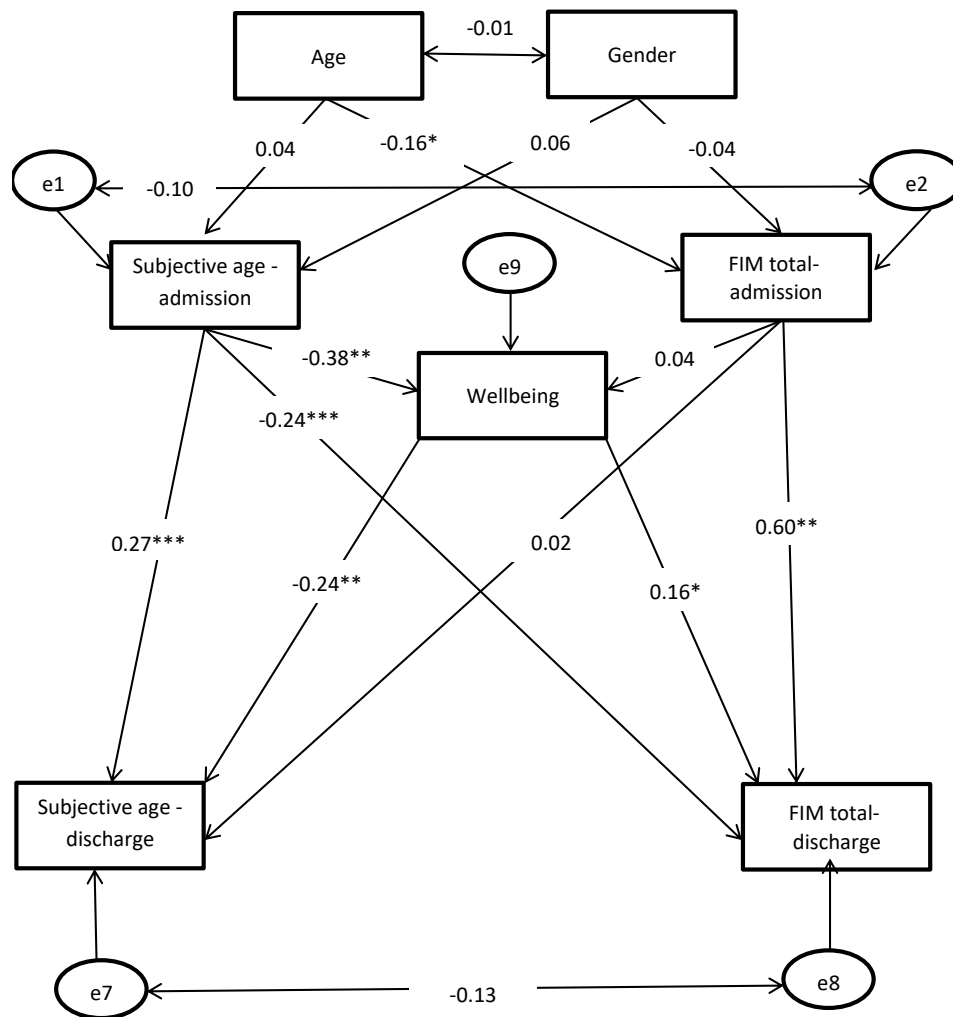 -0.01
Age
Gender
0.04
-0.16*
0.06
-0.04
e1
-0.10
e2
Subjective age -
admission
e9
FIM total-
admission
-0.38**
0.04
Wellbeing
-0.24***
0.27***
-0.24**
0.02
0.16*
0.60**
Subjective age -
discharge
FIM total-
discharge
e7
-0.13
e8